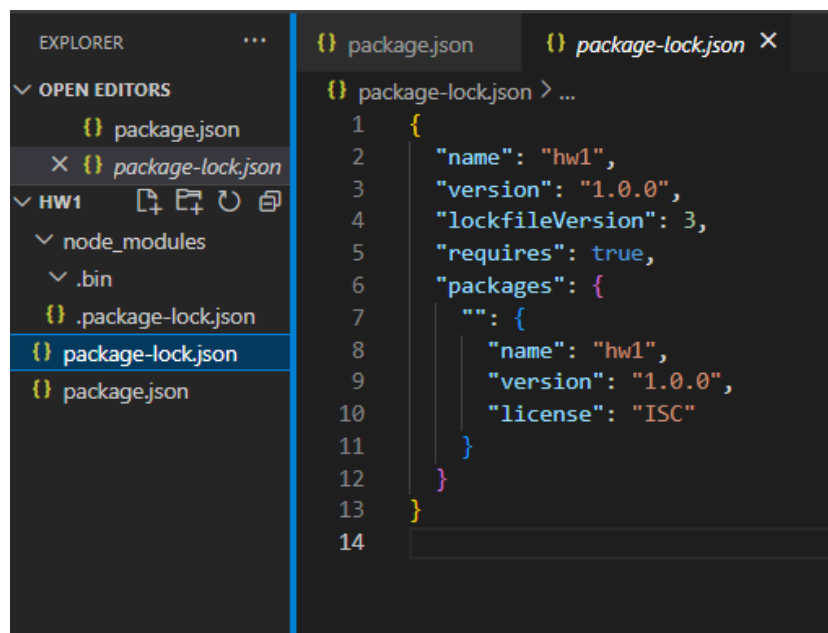 EXPLORER ...
OPEN EDITORS
{} package.json
× {} package-lock.json
HW1
node_modules
.bin
{} .package-lock.json
{} package-lock.json
{} package.json
{} package.json {} package-lock.json ×
{} package-lock.json > ...
1 {
2 "name": "hw1",
3 "version": "1.0.0",
4 "lockfileVersion": 3,
5 "requires": true,
6 "packages": {
7 "": {
8 "name": "hw1",
9 "version": "1.0.0",
10 "license": "ISC"
11 }
12 }
13 }
14